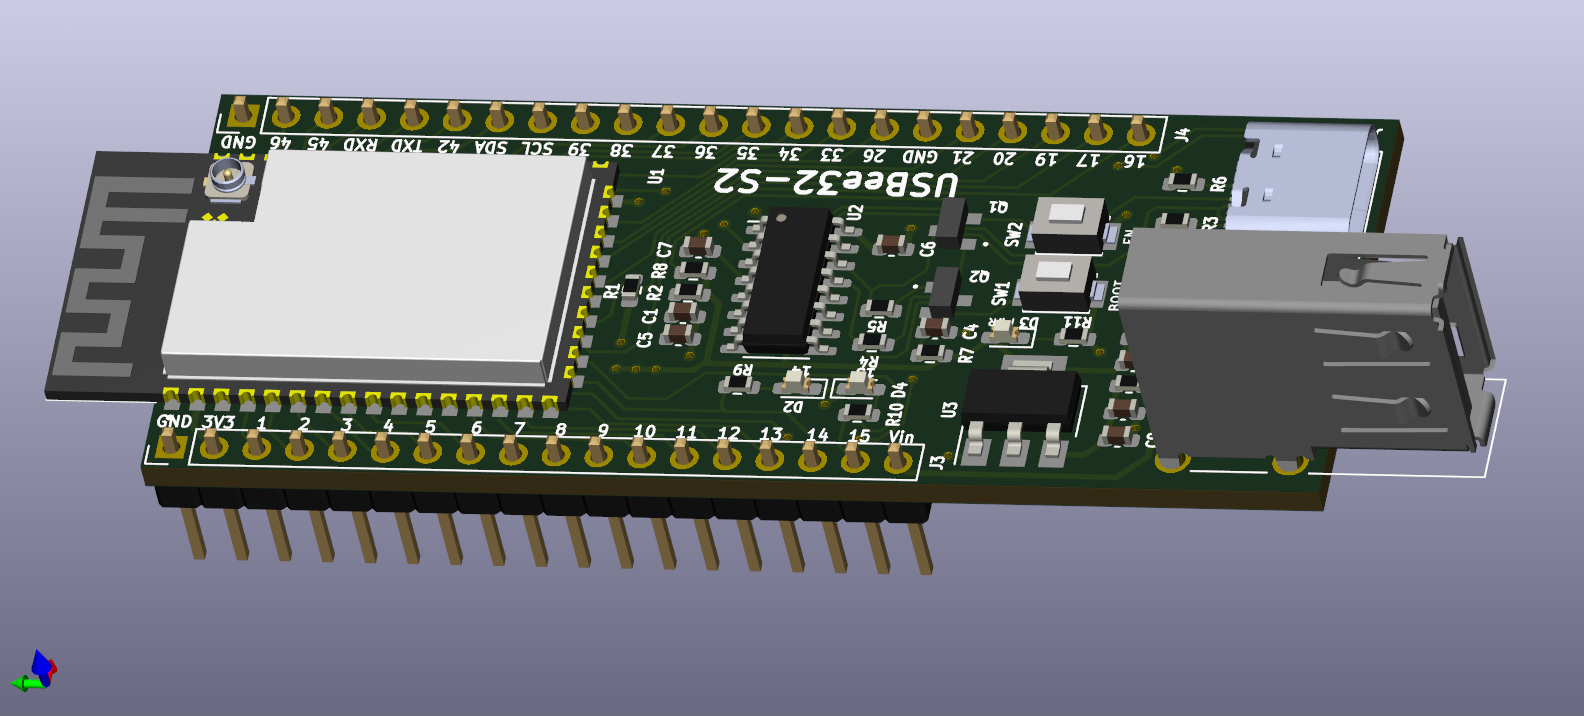 GND 46 45 RXD TXD 42 SDA SCL 39 38 37 36 35 34 33 26 GND 21 20 19 17 16
J4
U1
USBee32-S2
R6
U2
Q1
SW2
EN
R3
C7
C6
R8
Q2
R1
R2
SW1
BOOT
C1
R5
C4
D3
R11
C5
R7
R4
R9
D2
D4
R10
U3
GND 3V3 1 2 3 4 5 6 7 8 9 10 11 12 13 14 15 Vin
J3